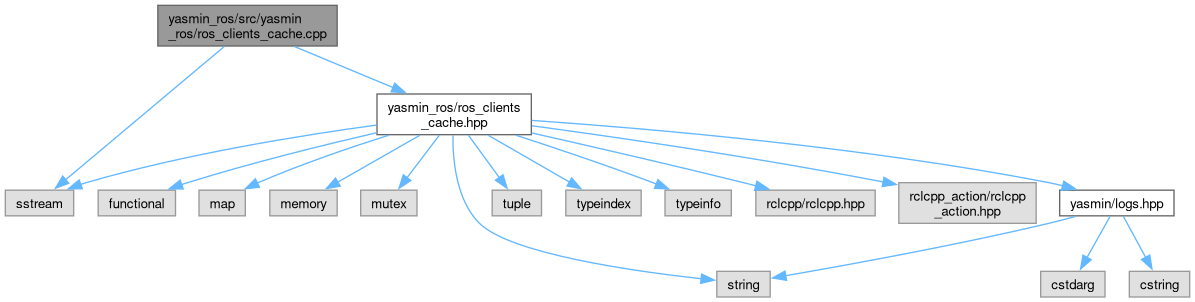 yasmin_ros/src/yasmin
_ros/ros_clients_cache.cpp
yasmin_ros/ros_clients
_cache.hpp
sstream
functional
map
memory
mutex
tuple
typeindex
typeinfo
rclcpp/rclcpp.hpp
rclcpp_action/rclcpp
_action.hpp
yasmin/logs.hpp
string
cstdarg
cstring